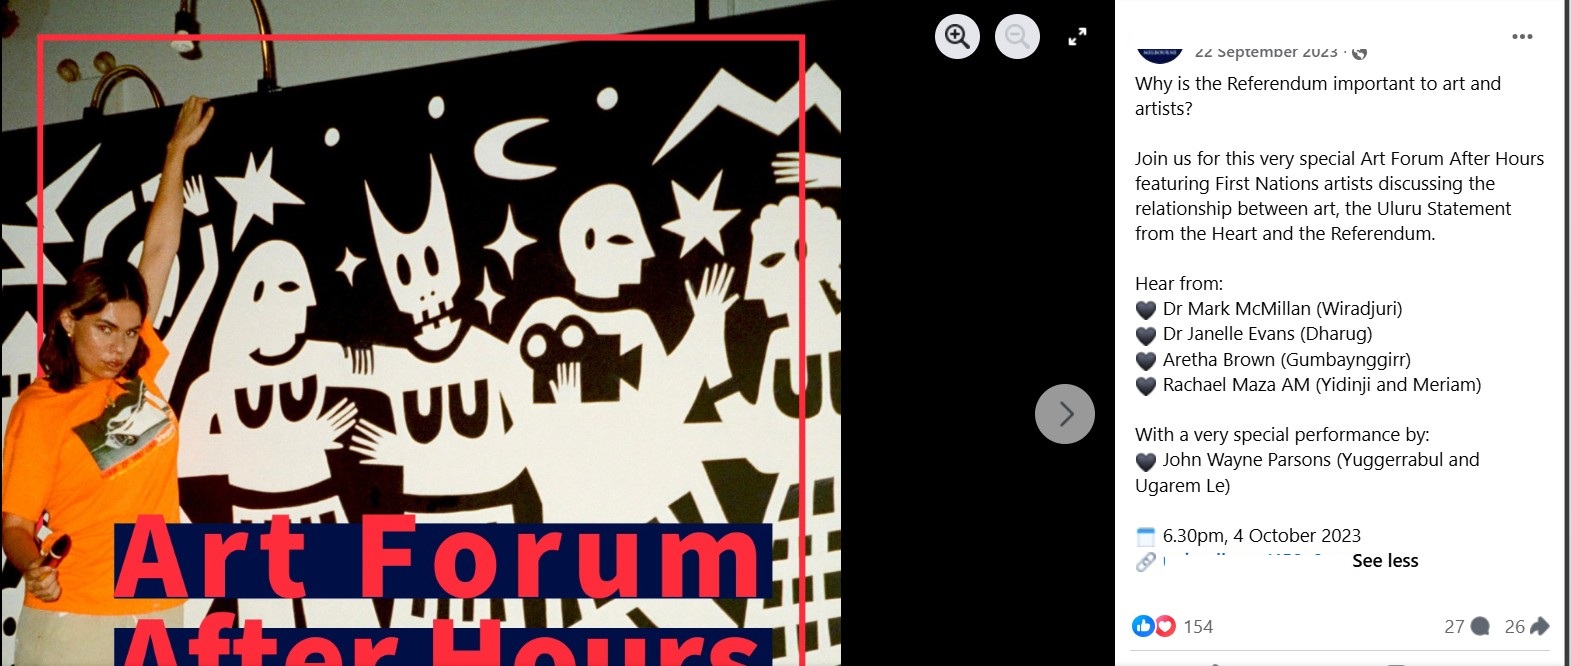 Art Forum
After Hours
22 September 2023 ·
Why is the Referendum important to art and
artists?
Join us for this very special Art Forum After Hours
featuring First Nations artists discussing the
relationship between art, the Uluru Statement
from the Heart and the Referendum.
Hear from:
🖤 Dr Mark McMillan (Wiradjuri)
🖤 Dr Janelle Evans (Dharug)
🖤 Aretha Brown (Gumbaynggirr)
🖤 Rachael Maza AM (Yidinji and Meriam)
With a very special performance by:
🖤 John Wayne Parsons (Yuggerrabul and
Ugarem Le)
6.30pm, 4 October 2023
See less
154
27
26